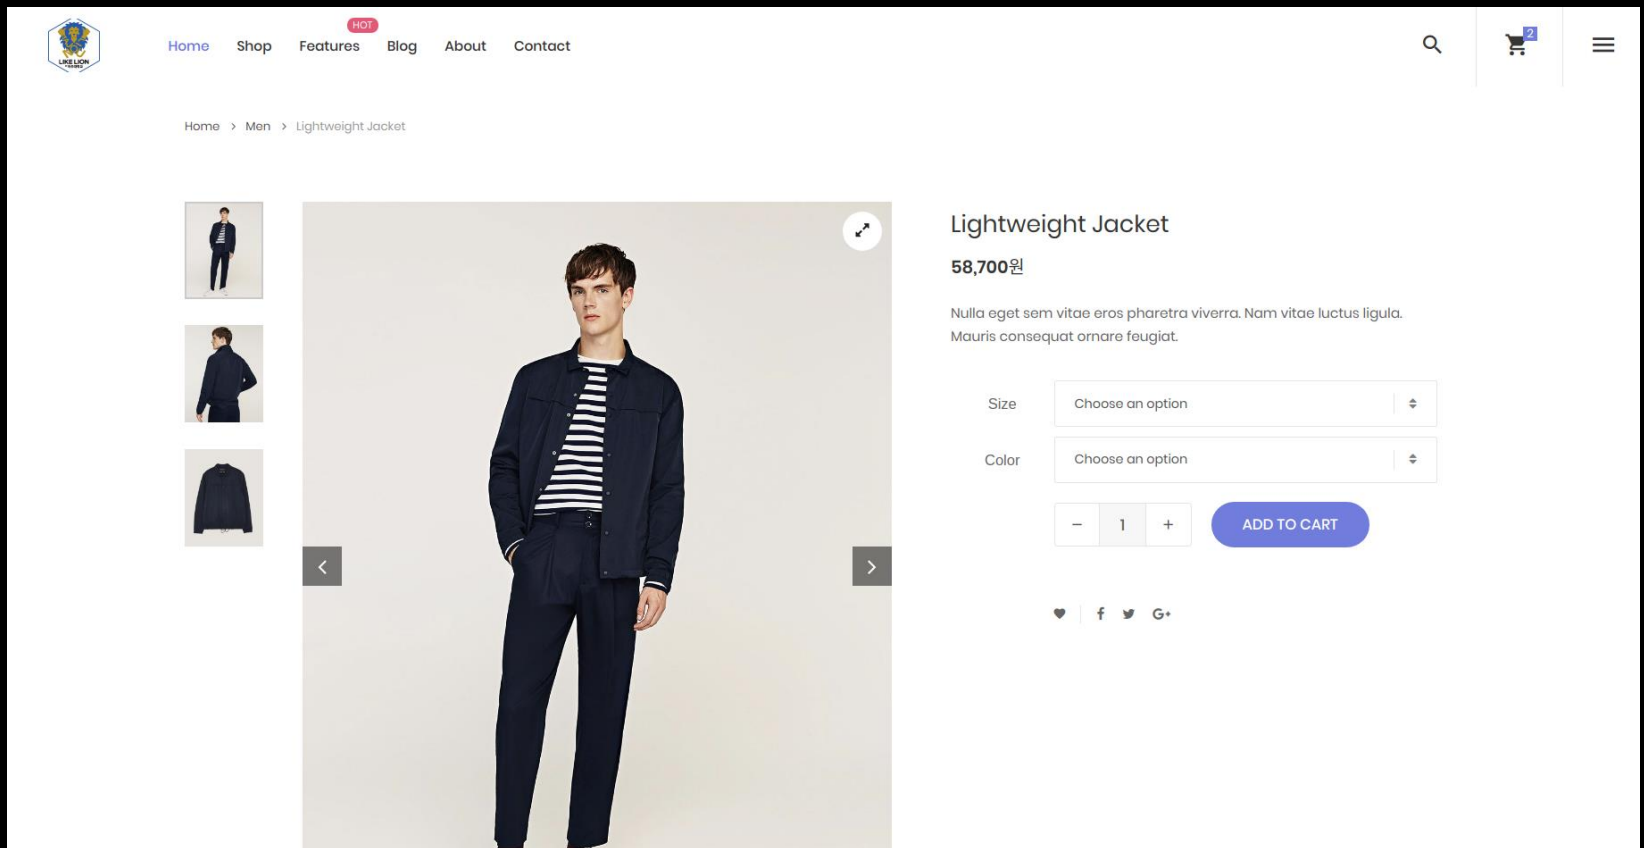 LIKE LION
HOT
Home Shop Features Blog About Contact
2
Home > Men > Lightweight Jacket
Lightweight Jacket
58,700원
Nulla eget sem vitae eros pharetra viverra. Nam vitae luctus ligula.
Mauris consequat ornare feugiat.
Size Choose an option
Color Choose an option
− 1 + ADD TO CART
G+